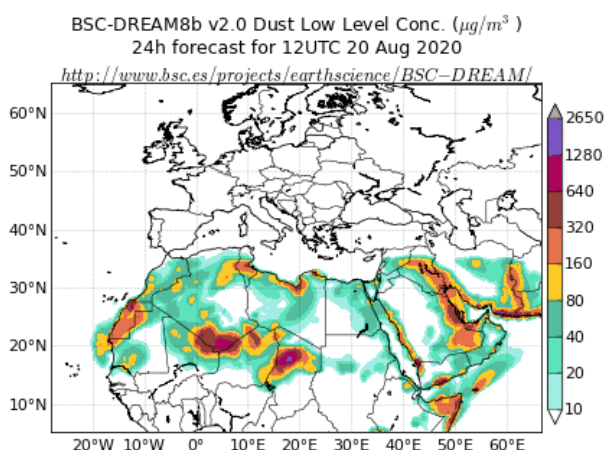 BSC-DREAM8b v2.0 Dust Low Level Conc. (μg/m³ )
24h forecast for 12UTC 20 Aug 2020
http://www.bsc.es/projects/earthscience/BSC−DREAM/
60°N
50°N
40°N
30°N
20°N
10°N
20°W 10°W 0° 10°E 20°E 30°E 40°E 50°E 60°E
2650
1280
640
320
160
80
40
20
10